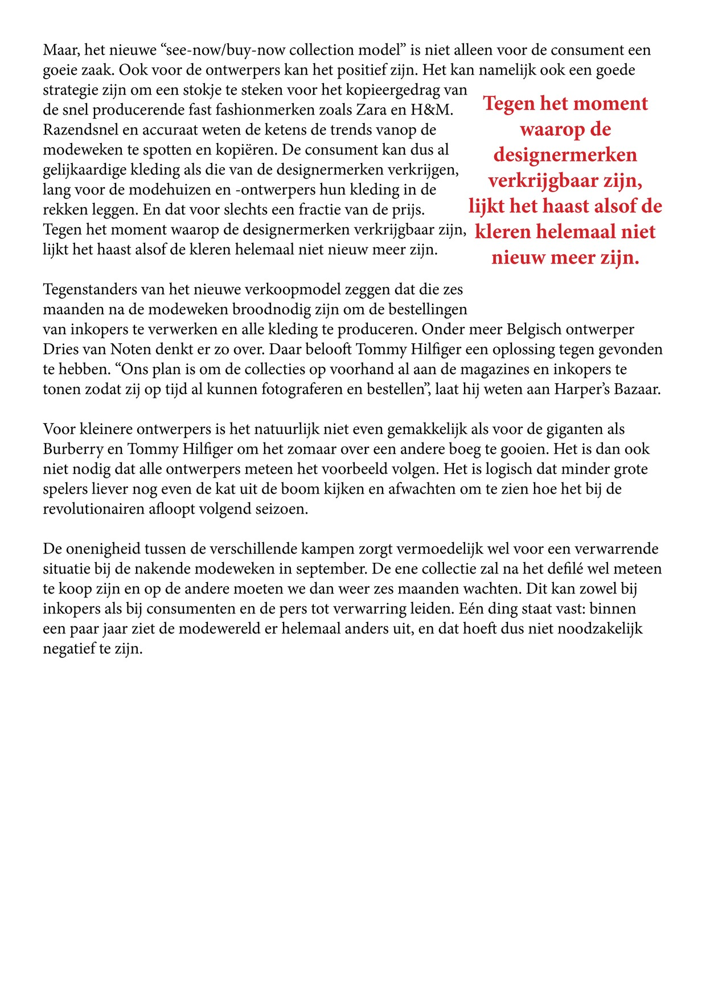 Maar, het nieuwe “see-now/buy-now collection model” is niet alleen voor de consument een
goeie zaak. Ook voor de ontwerpers kan het positief zijn. Het kan namelijk ook een goede
strategie zijn om een stokje te steken voor het kopieergedrag van
de snel producerende fast fashionmerken zoals Zara en H&M.
Razendsnel en accuraat weten de ketens de trends vanop de
modeweken te spotten en kopiëren. De consument kan dus al
gelijkaardige kleding als die van de designermerken verkrijgen,
lang voor de modehuizen en -ontwerpers hun kleding in de
rekken leggen. En dat voor slechts een fractie van de prijs.
Tegen het moment waarop de designermerken verkrijgbaar zijn,
lijkt het haast alsof de kleren helemaal niet nieuw meer zijn.
Tegen het moment
waarop de
designermerken
verkrijgbaar zijn,
lijkt het haast alsof de
kleren helemaal niet
nieuw meer zijn.
Tegenstanders van het nieuwe verkoopmodel zeggen dat die zes
maanden na de modeweken broodnodig zijn om de bestellingen
van inkopers te verwerken en alle kleding te produceren. Onder meer Belgisch ontwerper
Dries van Noten denkt er zo over. Daar belooft Tommy Hilfiger een oplossing tegen gevonden
te hebben. “Ons plan is om de collecties op voorhand al aan de magazines en inkopers te
tonen zodat zij op tijd al kunnen fotograferen en bestellen”, laat hij weten aan Harper’s Bazaar.
Voor kleinere ontwerpers is het natuurlijk niet even gemakkelijk als voor de giganten als
Burberry en Tommy Hilfiger om het zomaar over een andere boeg te gooien. Het is dan ook
niet nodig dat alle ontwerpers meteen het voorbeeld volgen. Het is logisch dat minder grote
spelers liever nog even de kat uit de boom kijken en afwachten om te zien hoe het bij de
revolutionairen afloopt volgend seizoen.
De onenigheid tussen de verschillende kampen zorgt vermoedelijk wel voor een verwarrende
situatie bij de nakende modeweken in september. De ene collectie zal na het defilé wel meteen
te koop zijn en op de andere moeten we dan weer zes maanden wachten. Dit kan zowel bij
inkopers als bij consumenten en de pers tot verwarring leiden. Eén ding staat vast: binnen
een paar jaar ziet de modewereld er helemaal anders uit, en dat hoeft dus niet noodzakelijk
negatief te zijn.